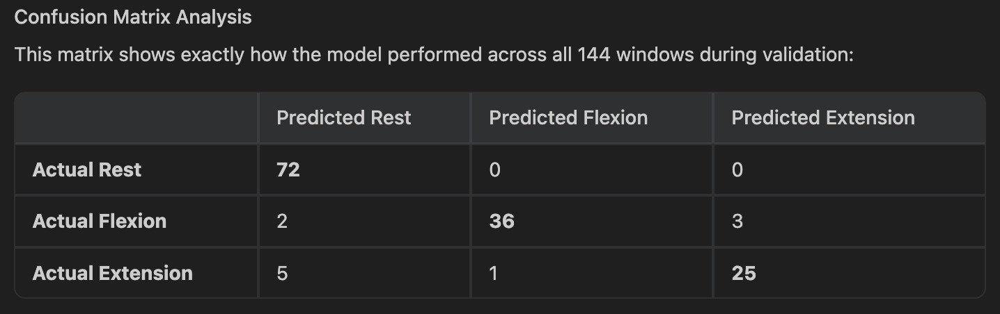 Confusion Matrix Analysis
This matrix shows exactly how the model performed across all 144 windows during validation:
Predicted Rest Predicted Flexion Predicted Extension
Actual Rest 72 0 0
Actual Flexion 2 36 3
Actual Extension 5 1 25